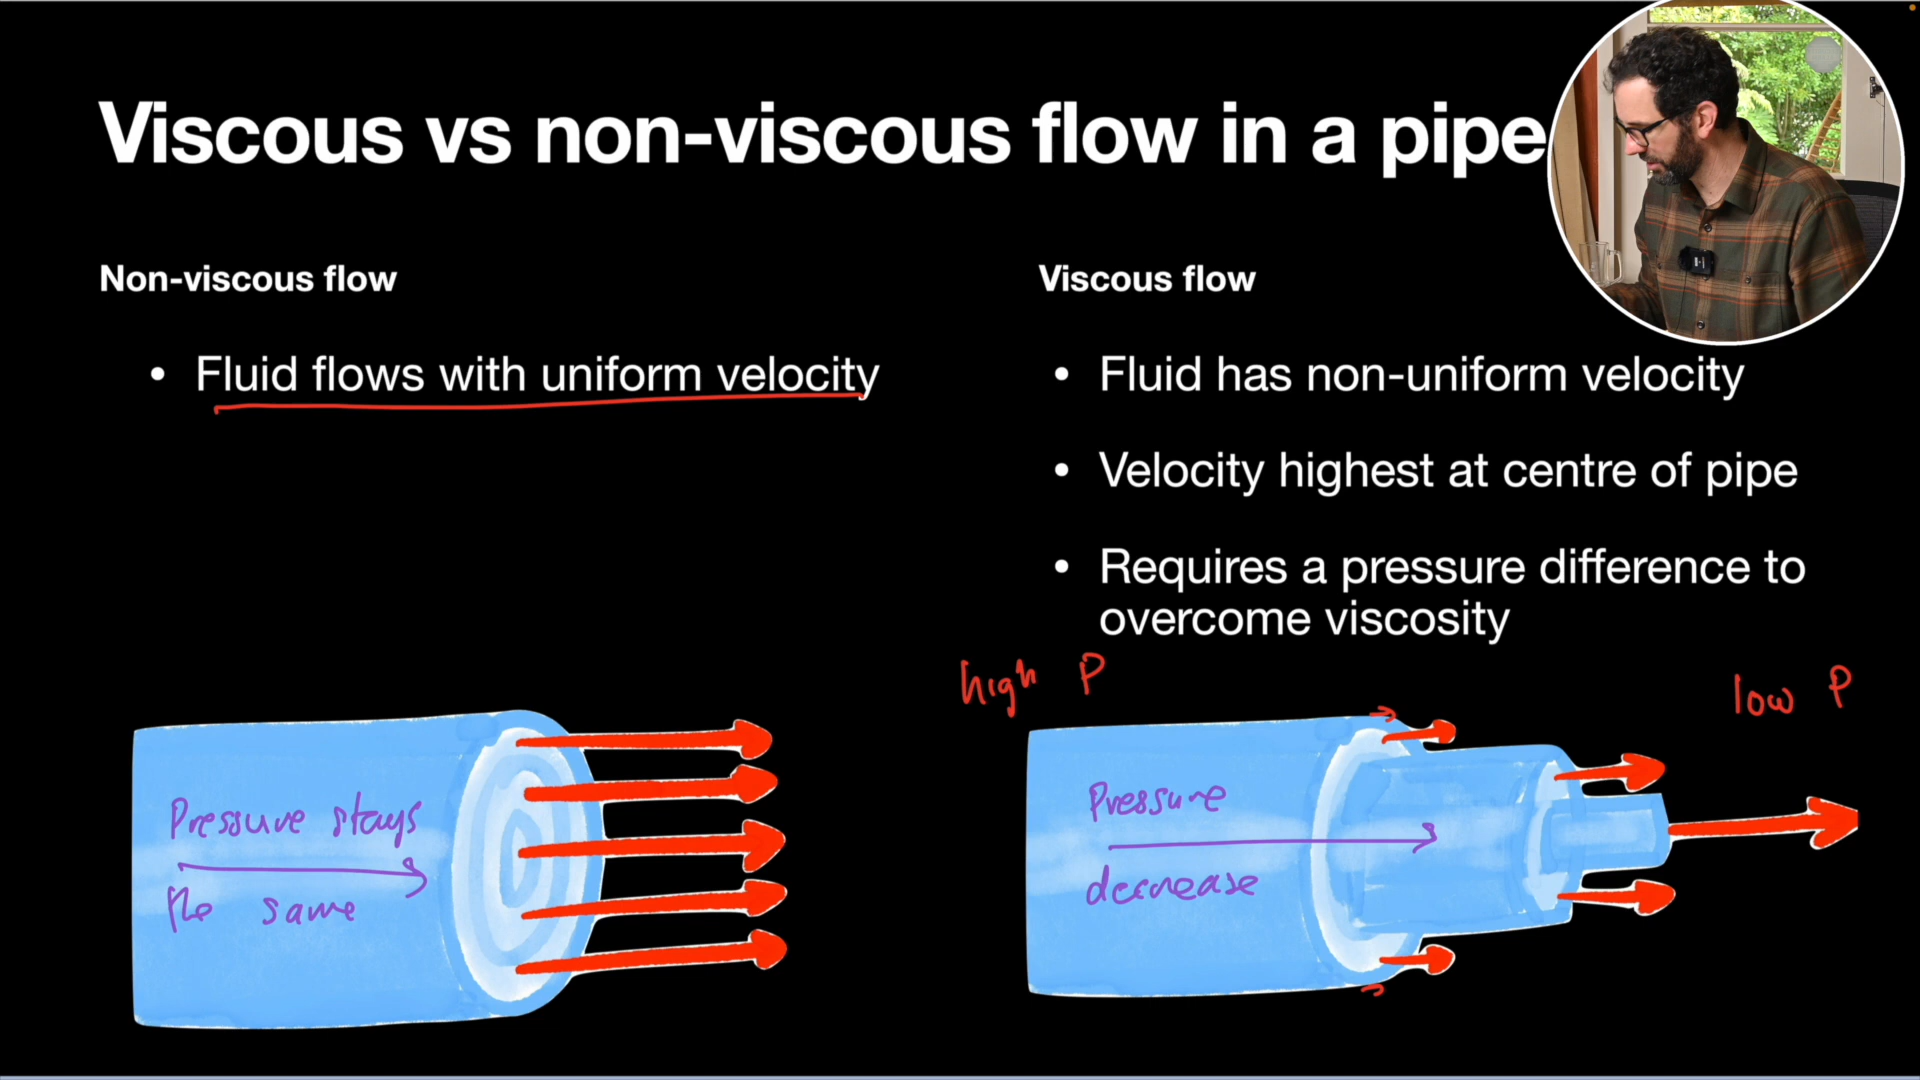 Viscous vs non-viscous flow in a pipe
Non-viscous flow
• Fluid flows with uniform velocity
Pressure stays
the same
Viscous flow
• Fluid has non-uniform velocity
• Velocity highest at centre of pipe
• Requires a pressure difference to
overcome viscosity
high P
low P
Pressure
decrease